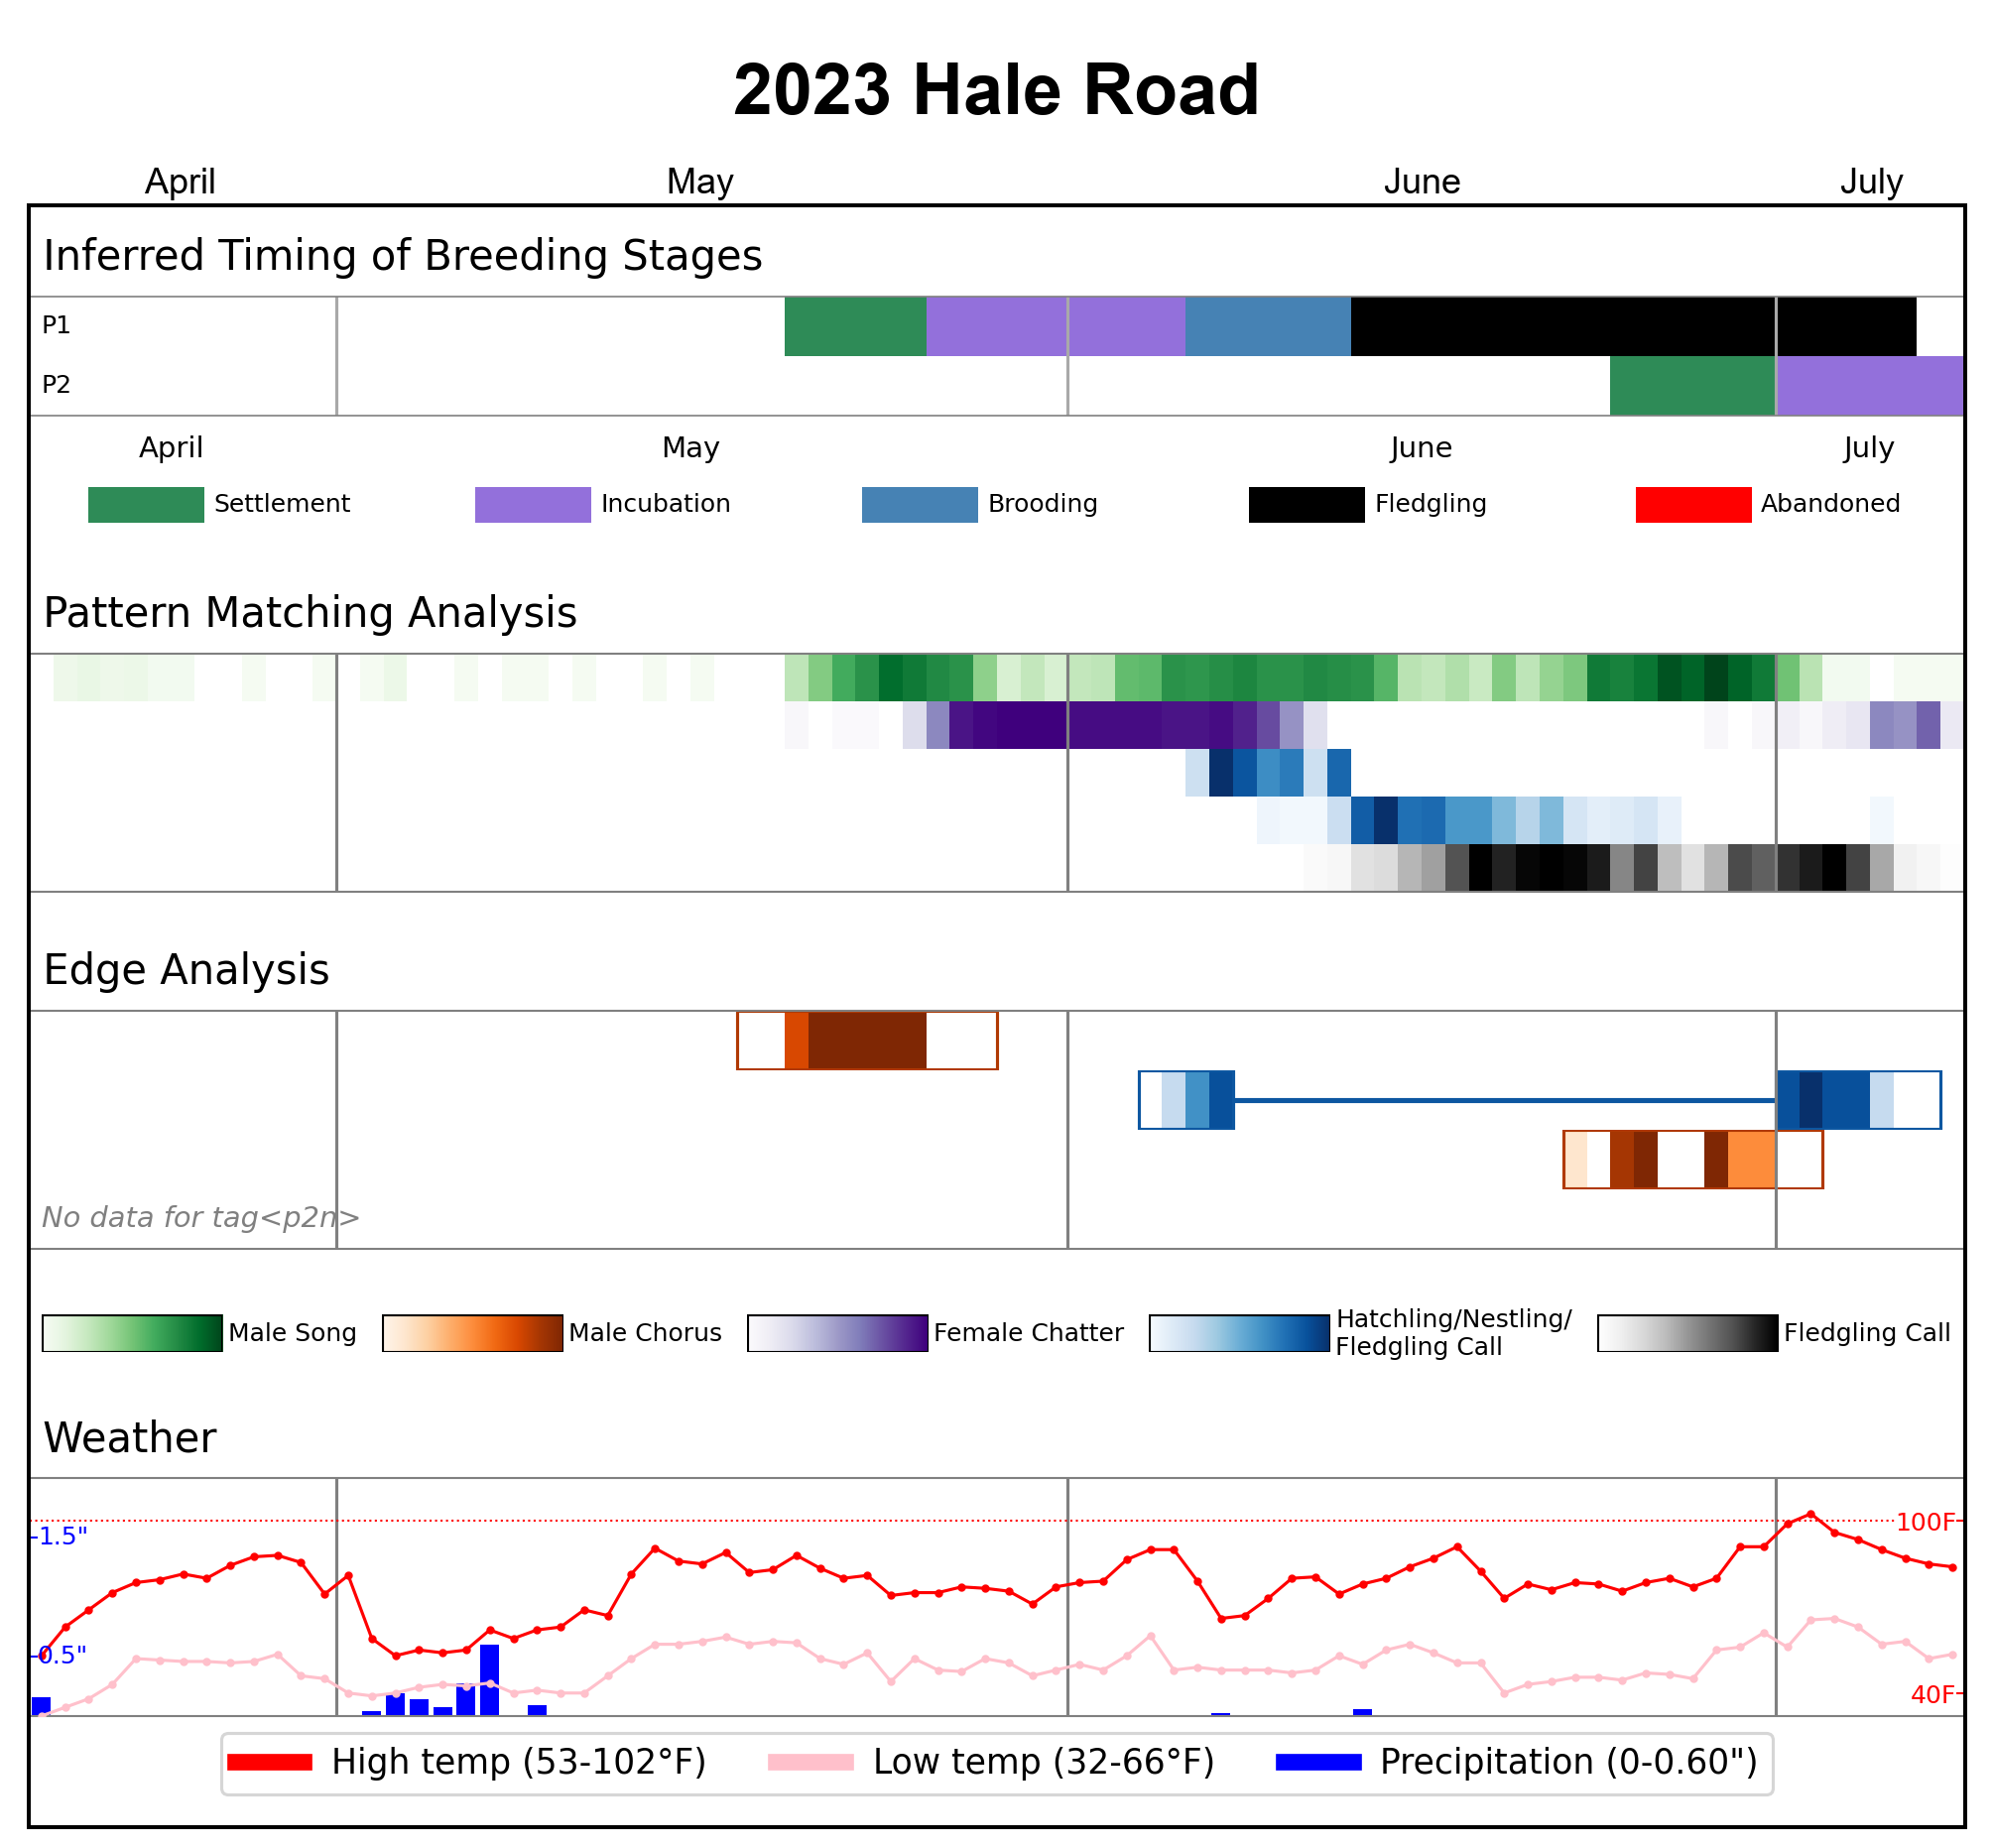 2023 Hale Road
April May June July
Inferred Timing of Breeding Stages
P1
P2
April May June July
Settlement Incubation Brooding Fledgling Abandoned
Pattern Matching Analysis
Edge Analysis
No data for tag<p2n>
Male Song Male Chorus Female Chatter Hatchling/Nestling/
Fledgling Call Fledgling Call
Weather
-1.5" 100F
-0.5"
40F
High temp (53-102°F) Low temp (32-66°F) Precipitation (0-0.60")